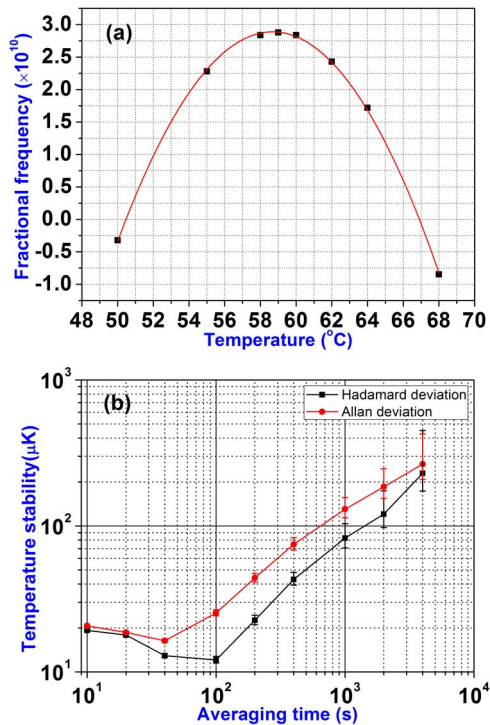 (a)
Fractional frequency (×10¹⁰)
3.0
2.5
2.0
1.5
1.0
0.5
0.0
-0.5
-1.0
48 50 52 54 56 58 60 62 64 66 68 70
Temperature (°C)
(b)
Hadamard deviation
Allan deviation
Temperature stability(μK)
10³
10²
10¹
10¹ 10² 10³ 10⁴
Averaging time (s)